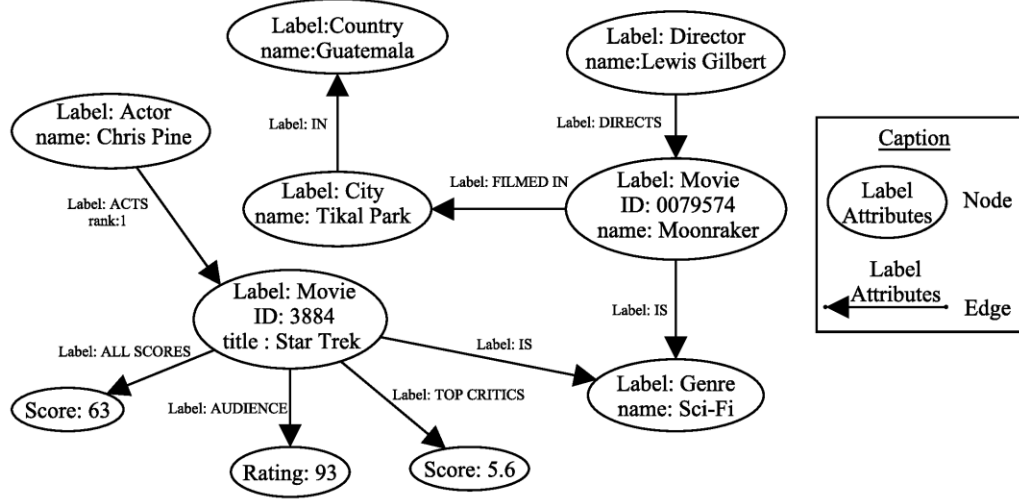 Label:Country
name:Guatemala
Label: Director
name:Lewis Gilbert
Label: Actor
name: Chris Pine
Label: IN
Label: DIRECTS
Caption
Label
Attributes
Node
Label
Attributes
Edge
Label: ACTS
rank:1
Label: City
name: Tikal Park
Label: FILMED IN
Label: Movie
ID: 0079574
name: Moonraker
Label: Movie
ID: 3884
title : Star Trek
Label: IS
Label: IS
Label: ALL SCORES
Label: AUDIENCE
Label: TOP CRITICS
Label: Genre
name: Sci-Fi
Score: 63
Rating: 93
Score: 5.6